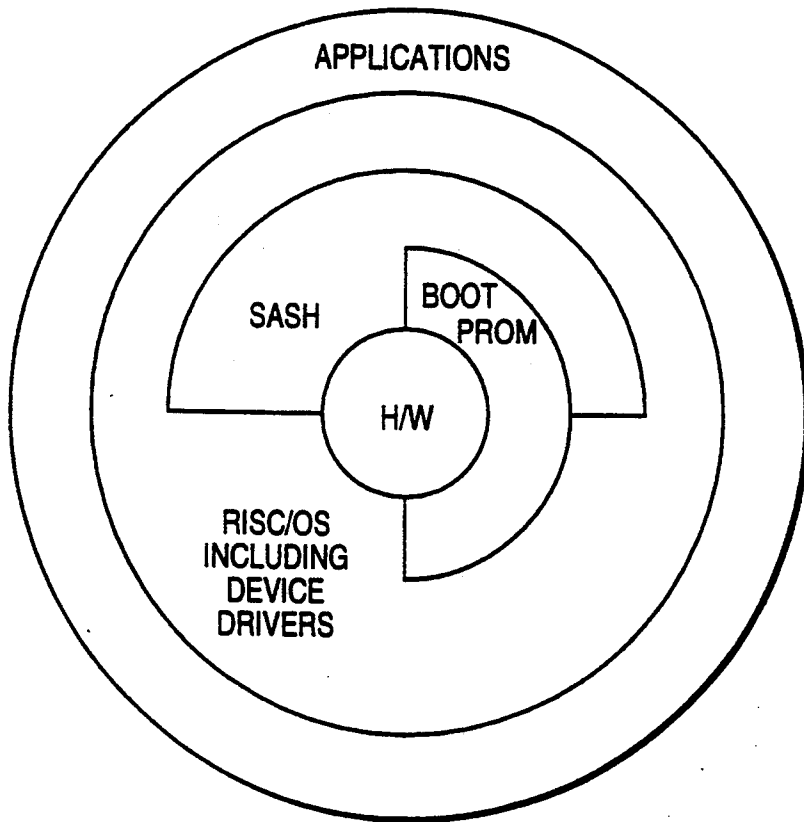 APPLICATIONS
SASH
BOOT
PROM
H/W
RISC/OS
INCLUDING
DEVICE
DRIVERS